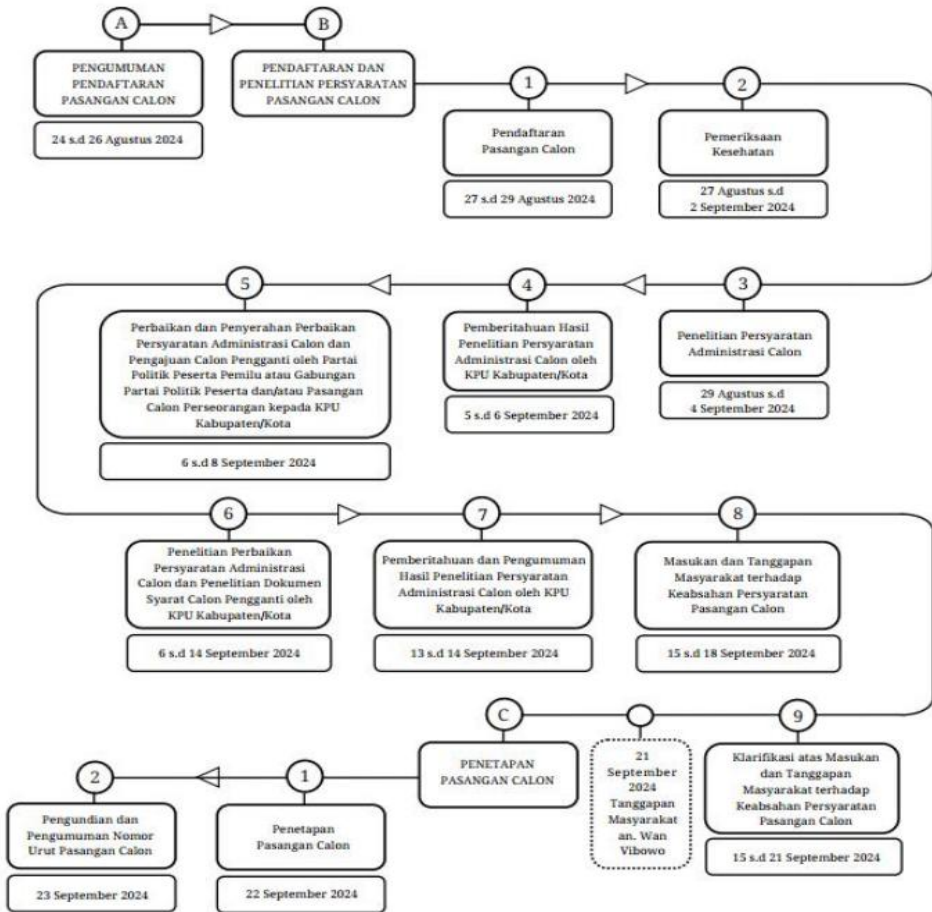 A
B
PENGUMUMAN
PENDAFTARAN
PASANGAN CALON
24 s.d 26 Agustus 2024
PENDAFTARAN DAN
PENELITIAN PERSYARATAN
PASANGAN CALON
1
2
Pendaftaran
Pasangan Calon
27 s.d 29 Agustus 2024
Pemeriksaan
Kesehatan
27 Agustus s.d
2 September 2024
3
Penelitian Persyaratan
Administrasi Calon
29 Agustus s.d
4 September 2024
4
Pemberitahuan Hasil
Penelitian Persyaratan
Administrasi Calon oleh
KPU Kabupaten/Kota
5 s.d 6 September 2024
5
Perbaikan dan Penyerahan Perbaikan
Persyaratan Administrasi Calon dan
Pengajuan Calon Pengganti oleh Partai
Politik Peserta Pemilu atau Gabungan
Partai Politik Peserta dan/atau Pasangan
Calon Perseorangan kepada KPU
Kabupaten/Kota
6 s.d 8 September 2024
6
Penelitian Perbaikan
Persyaratan Administrasi
Calon dan Penelitian Dokumen
Syarat Calon Pengganti oleh
KPU Kabupaten/Kota
6 s.d 14 September 2024
7
Pemberitahuan dan Pengumuman
Hasil Penelitian Persyaratan
Administrasi Calon oleh KPU
Kabupaten/Kota
13 s.d 14 September 2024
8
Masukan dan Tanggapan
Masyarakat terhadap
Keabsahan Persyaratan
Pasangan Calon
15 s.d 18 September 2024
9
Klarifikasi atas Masukan
dan Tanggapan
Masyarakat terhadap
Keabsahan Persyaratan
Pasangan Calon
15 s.d 21 September 2024
21
September
2024
Tanggapan
Masyarakat
an. Wan
Vibowo
C
PENETAPAN
PASANGAN CALON
1
Penetapan
Pasangan Calon
22 September 2024
2
Pengundian dan
Pengumuman Nomor
Urut Pasangan Calon
23 September 2024